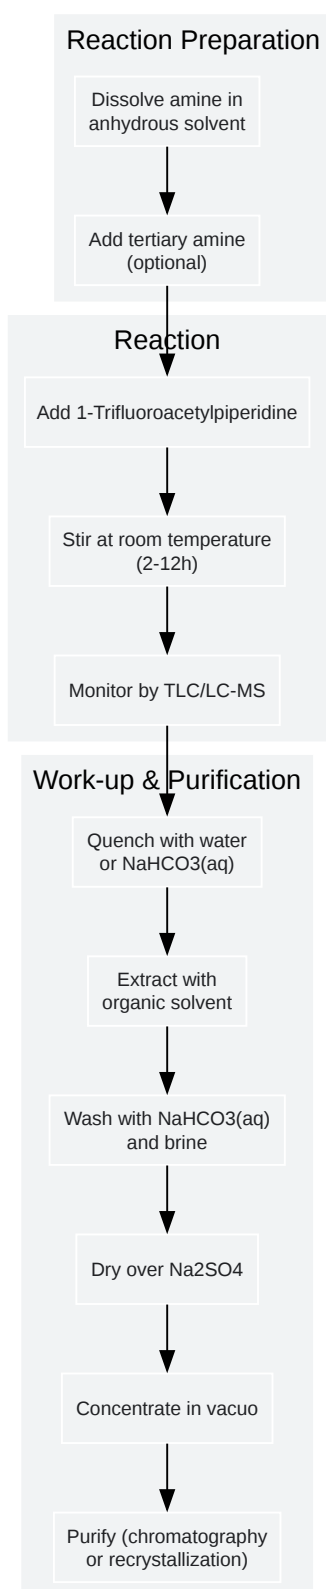 Reaction Preparation
Dissolve amine in
anhydrous solvent
Add tertiary amine
(optional)
Reaction
Add 1-Trifluoroacetylpiperidine
Stir at room temperature
(2-12h)
Monitor by TLC/LC-MS
Work-up & Purification
Quench with water
or NaHCO3(aq)
Extract with
organic solvent
Wash with NaHCO3(aq)
and brine
Dry over Na2SO4
Concentrate in vacuo
Purify (chromatography
or recrystallization)